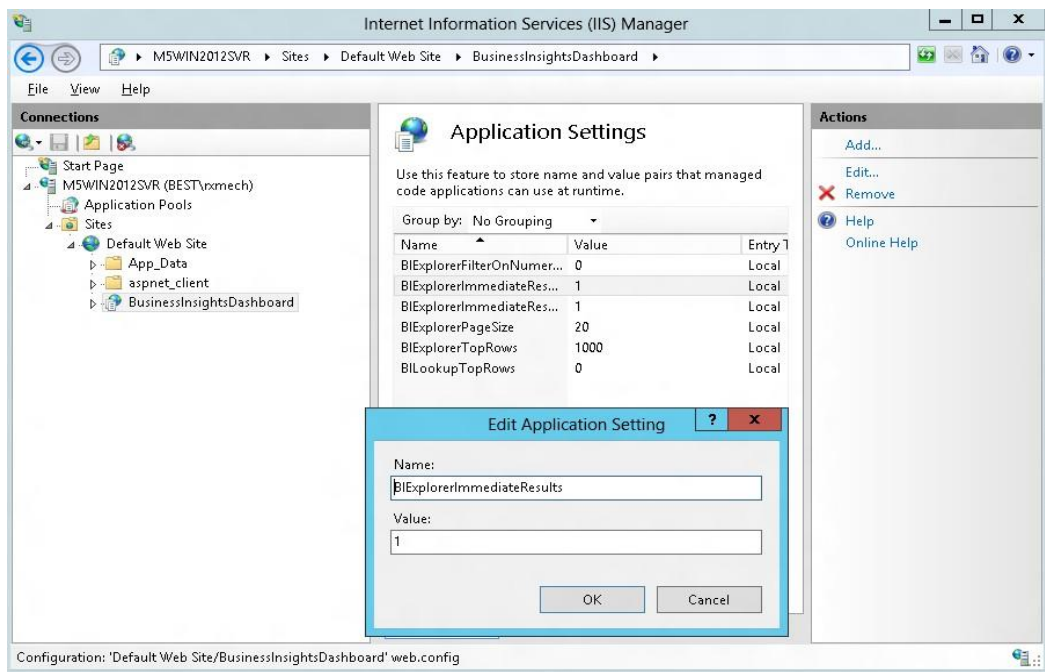 Internet Information Services (IIS) Manager
M5WIN2012SVR Sites Default Web Site BusinessInsightsDashboard
File View Help
Connections
Start Page
M5WIN2012SVR (BEST\rxmech)
Application Pools
Sites
Default Web Site
App_Data
aspnet_client
BusinessInsightsDashboard
Application Settings
Use this feature to store name and value pairs that managed
code applications can use at runtime.
Group by: No Grouping
Name Value Entry T
BIExplorerFilterOnNumer... 0 Local
BIExplorerImmediateRes... 1 Local
BIExplorerImmediateRes... 1 Local
BIExplorerPageSize 20 Local
BIExplorerTopRows 1000 Local
BILookupTopRows 0 Local
Edit Application Setting ? x
Name:
BIExplorerImmediateResults
Value:
1
OK Cancel
Actions
Add...
Edit...
Remove
Help
Online Help
Configuration: 'Default Web Site/BusinessInsightsDashboard' web.config